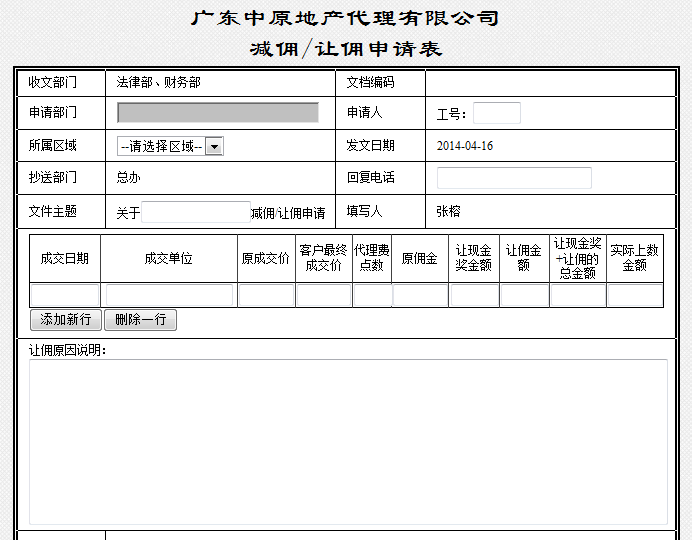 广东中原地产代理有限公司
减佣/让佣申请表
收文部门 法律部、财务部 文档编码
申请部门 申请人 工号：
所属区域 --请选择区域-- 发文日期 2014-04-16
抄送部门 总办 回复电话
文件主题 关于 减佣/让佣申请 填写人 张榕
成交日期 成交单位 原成交价 客户最终成交价 代理费点数 原佣金 让现金奖金额 让佣金额 让现金奖+让佣的总金额 实际上数金额
添加新行 删除一行
让佣原因说明：